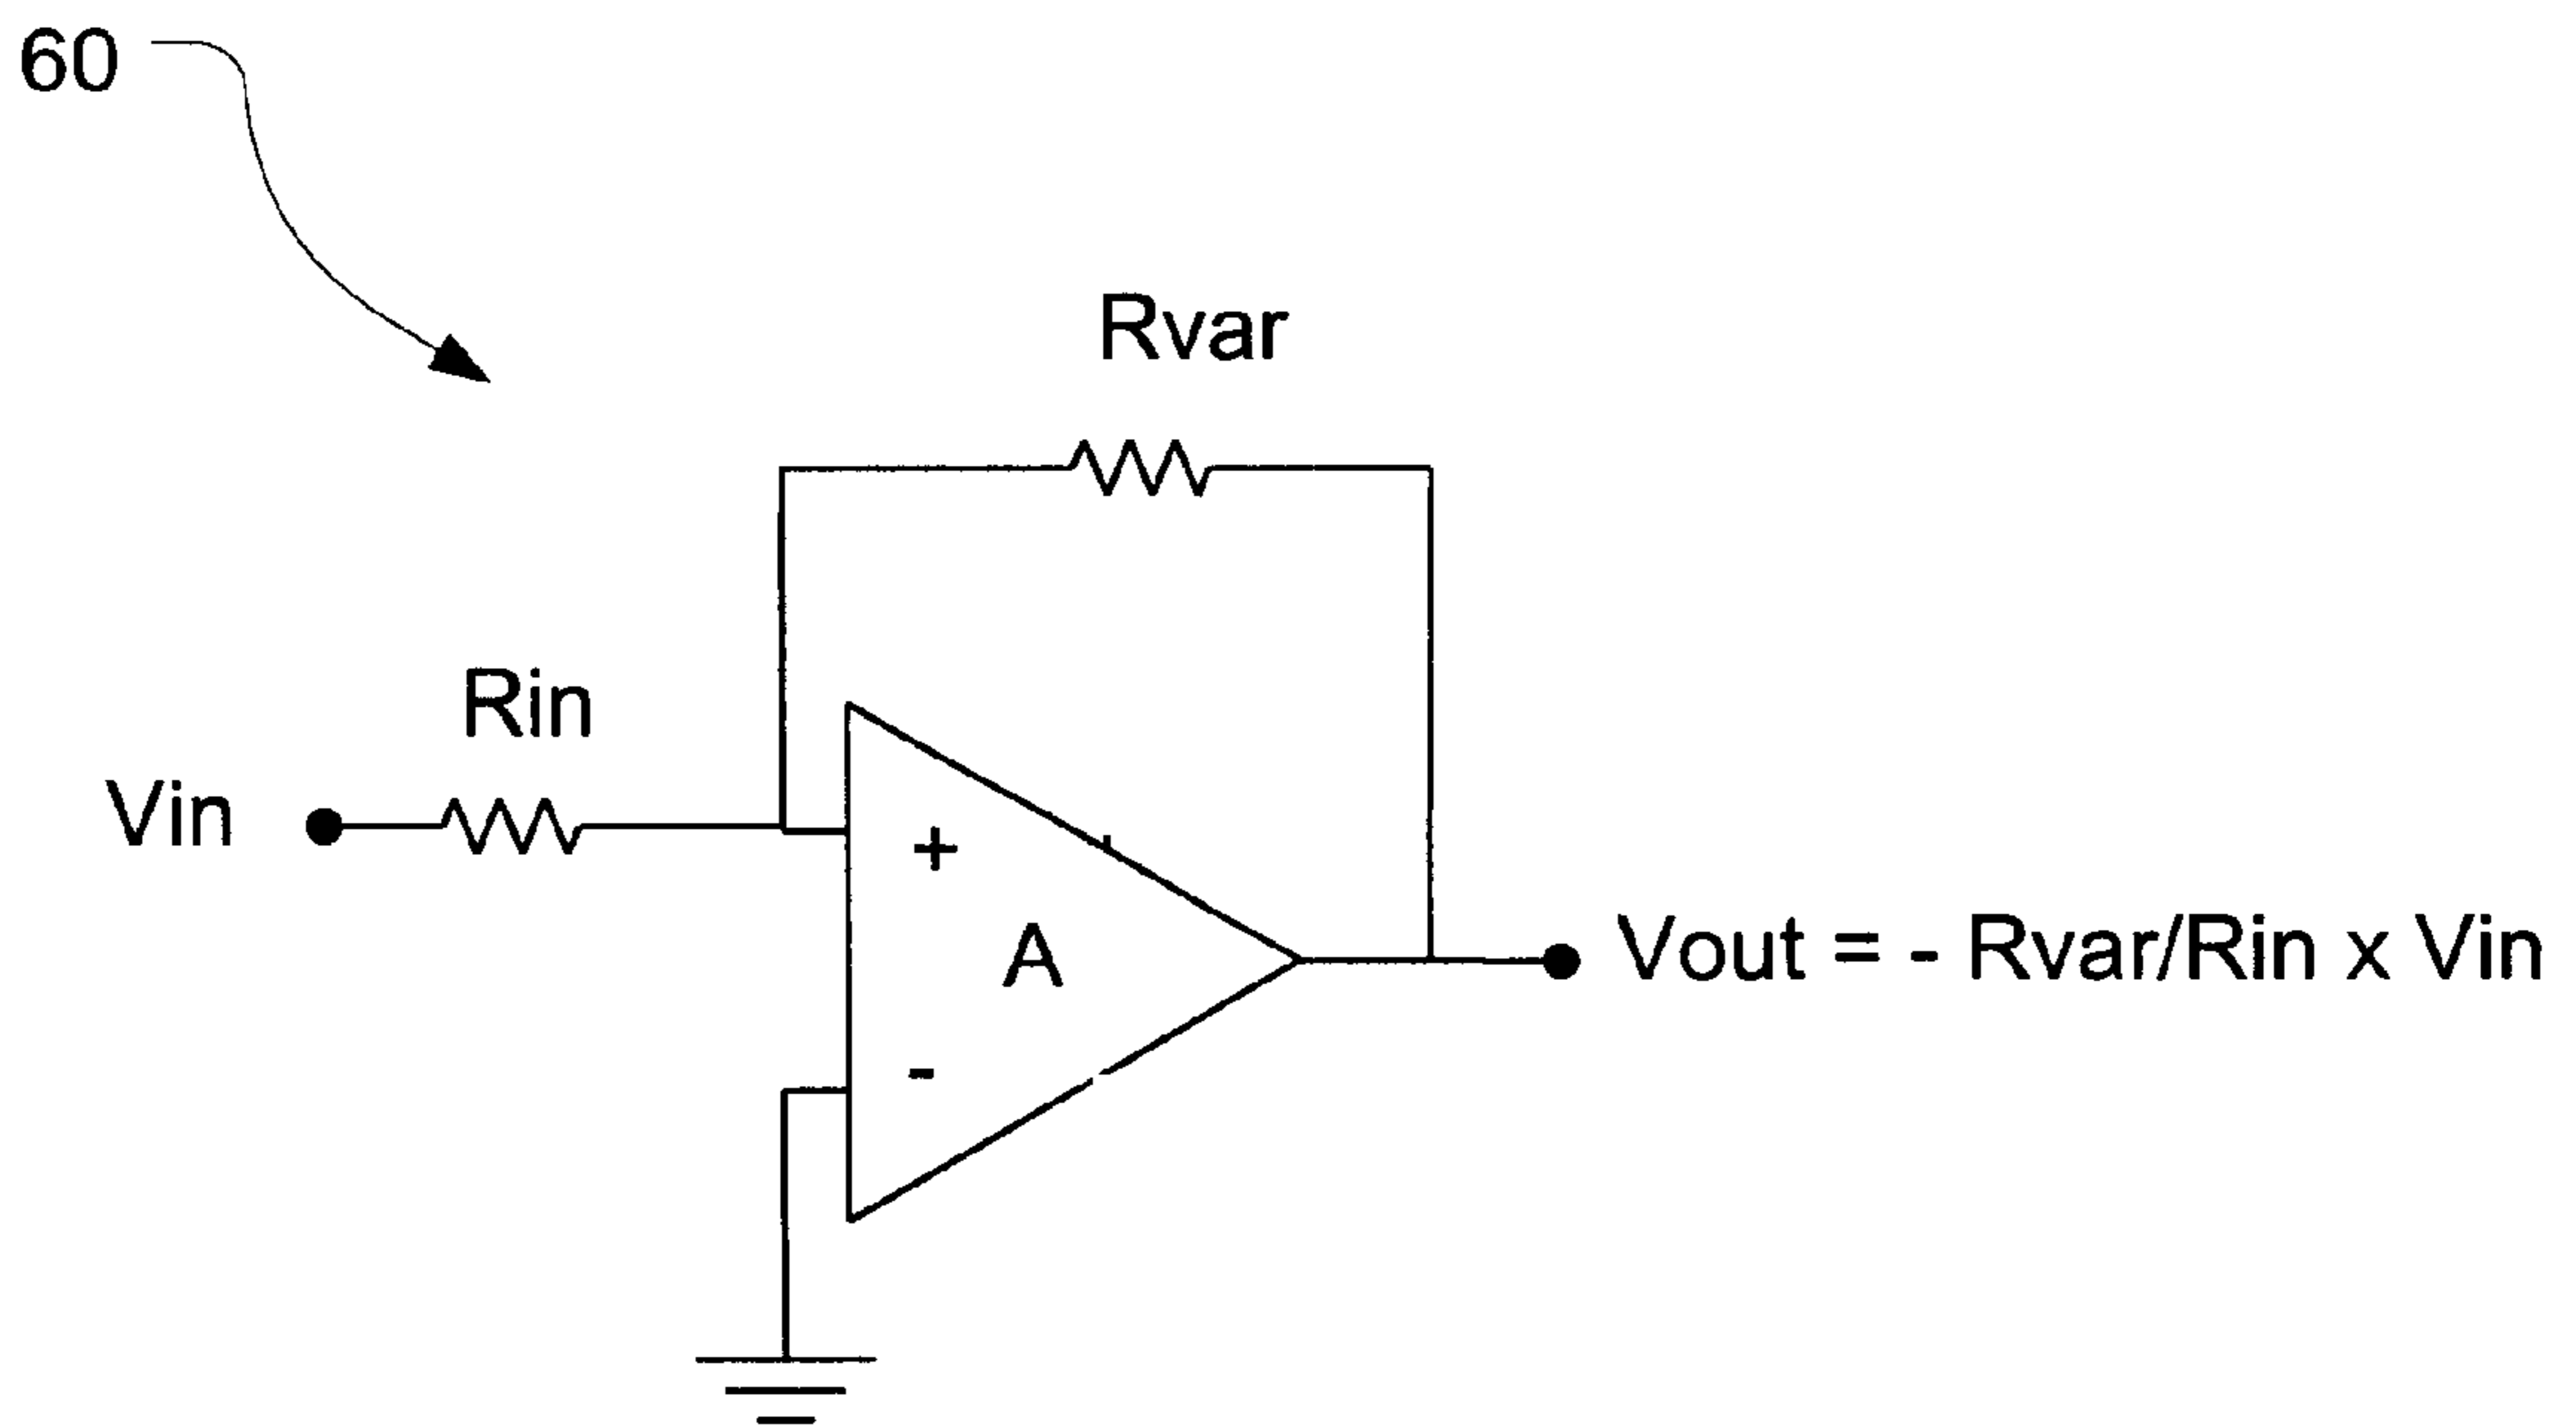 60
Rvar
Rin
Vin
+
A
-
Vout = - Rvar/Rin x Vin